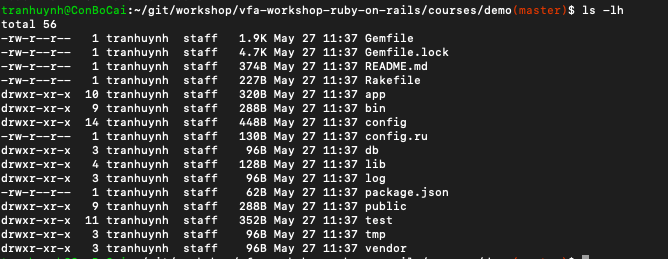 tranhuynh@ConBoCai:~/git/workshop/vfa-workshop-ruby-on-rails/courses/demo(master)$ ls -lh
total 56
-rw-r--r--   1 tranhuynh  staff   1.9K May 27 11:37 Gemfile
-rw-r--r--   1 tranhuynh  staff   4.7K May 27 11:37 Gemfile.lock
-rw-r--r--   1 tranhuynh  staff   374B May 27 11:37 README.md
-rw-r--r--   1 tranhuynh  staff   227B May 27 11:37 Rakefile
drwxr-xr-x  10 tranhuynh  staff   320B May 27 11:37 app
drwxr-xr-x   9 tranhuynh  staff   288B May 27 11:37 bin
drwxr-xr-x  14 tranhuynh  staff   448B May 27 11:37 config
-rw-r--r--   1 tranhuynh  staff   130B May 27 11:37 config.ru
drwxr-xr-x   3 tranhuynh  staff    96B May 27 11:37 db
drwxr-xr-x   4 tranhuynh  staff   128B May 27 11:37 lib
drwxr-xr-x   3 tranhuynh  staff    96B May 27 11:37 log
-rw-r--r--   1 tranhuynh  staff    62B May 27 11:37 package.json
drwxr-xr-x   9 tranhuynh  staff   288B May 27 11:37 public
drwxr-xr-x  11 tranhuynh  staff   352B May 27 11:37 test
drwxr-xr-x   3 tranhuynh  staff    96B May 27 11:37 tmp
drwxr-xr-x   3 tranhuynh  staff    96B May 27 11:37 vendor